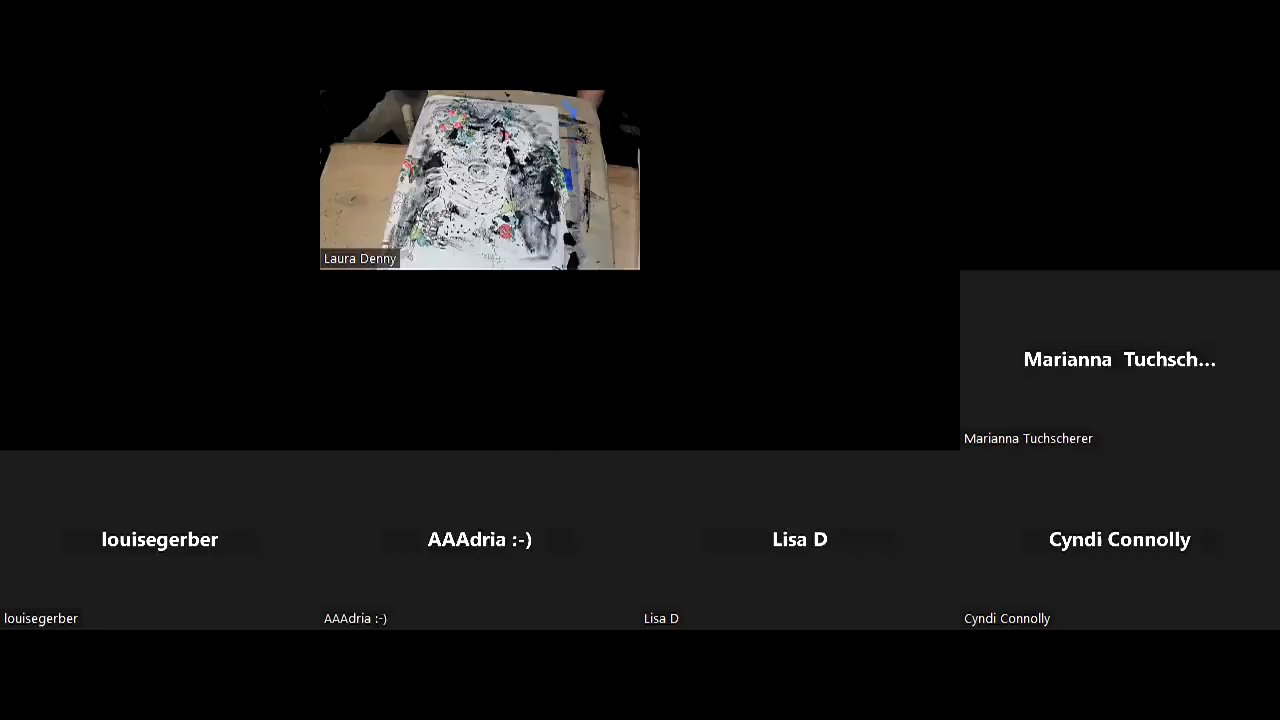 Laura Denny
Marianna  Tuchsch...
Marianna Tuchscherer
louisegerber
AAAdria :-)
Lisa D
Cyndi Connolly
louisegerber
AAAdria :-)
Lisa D
Cyndi Connolly